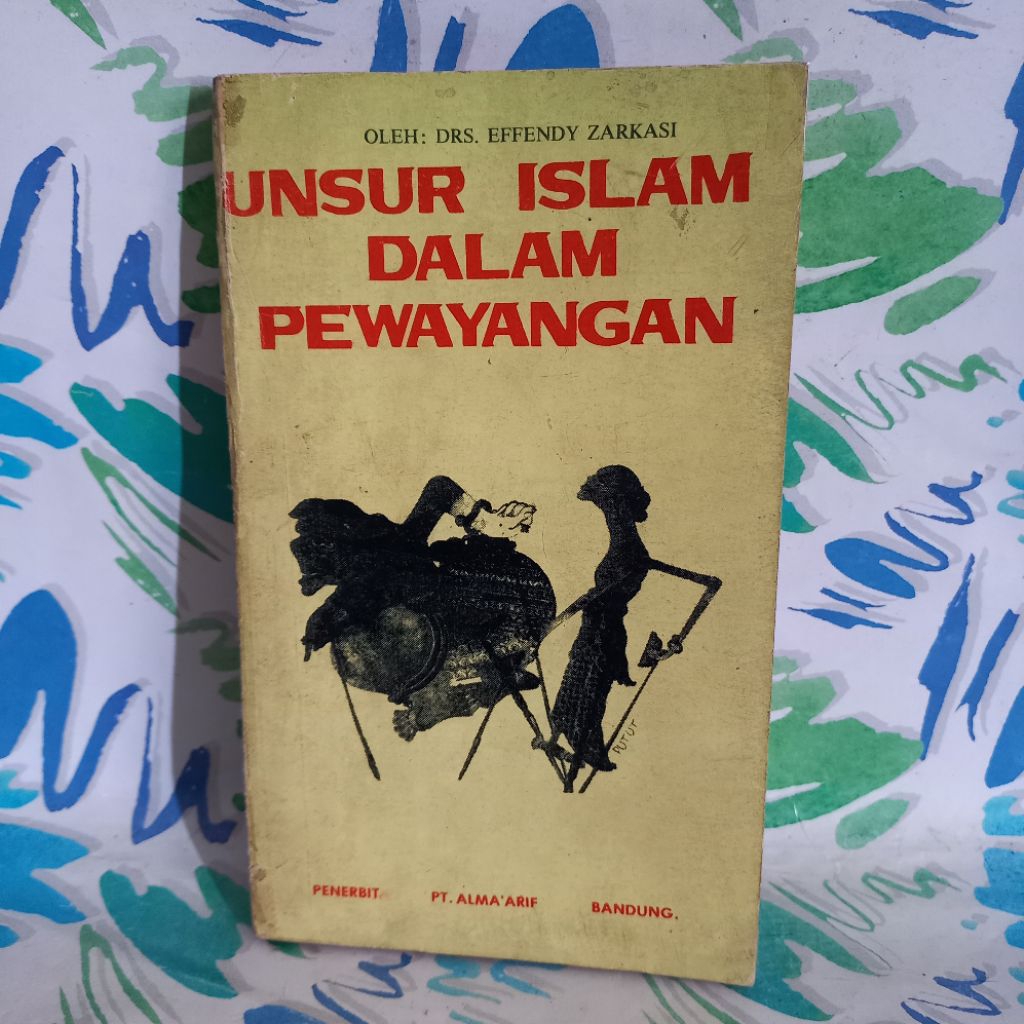 OLEH: DRS. EFFENDY ZARKASI
UNSUR ISLAM
DALAM
PEWAYANGAN
PUTUT
PENERBIT. PT. ALMA'ARIF BANDUNG.